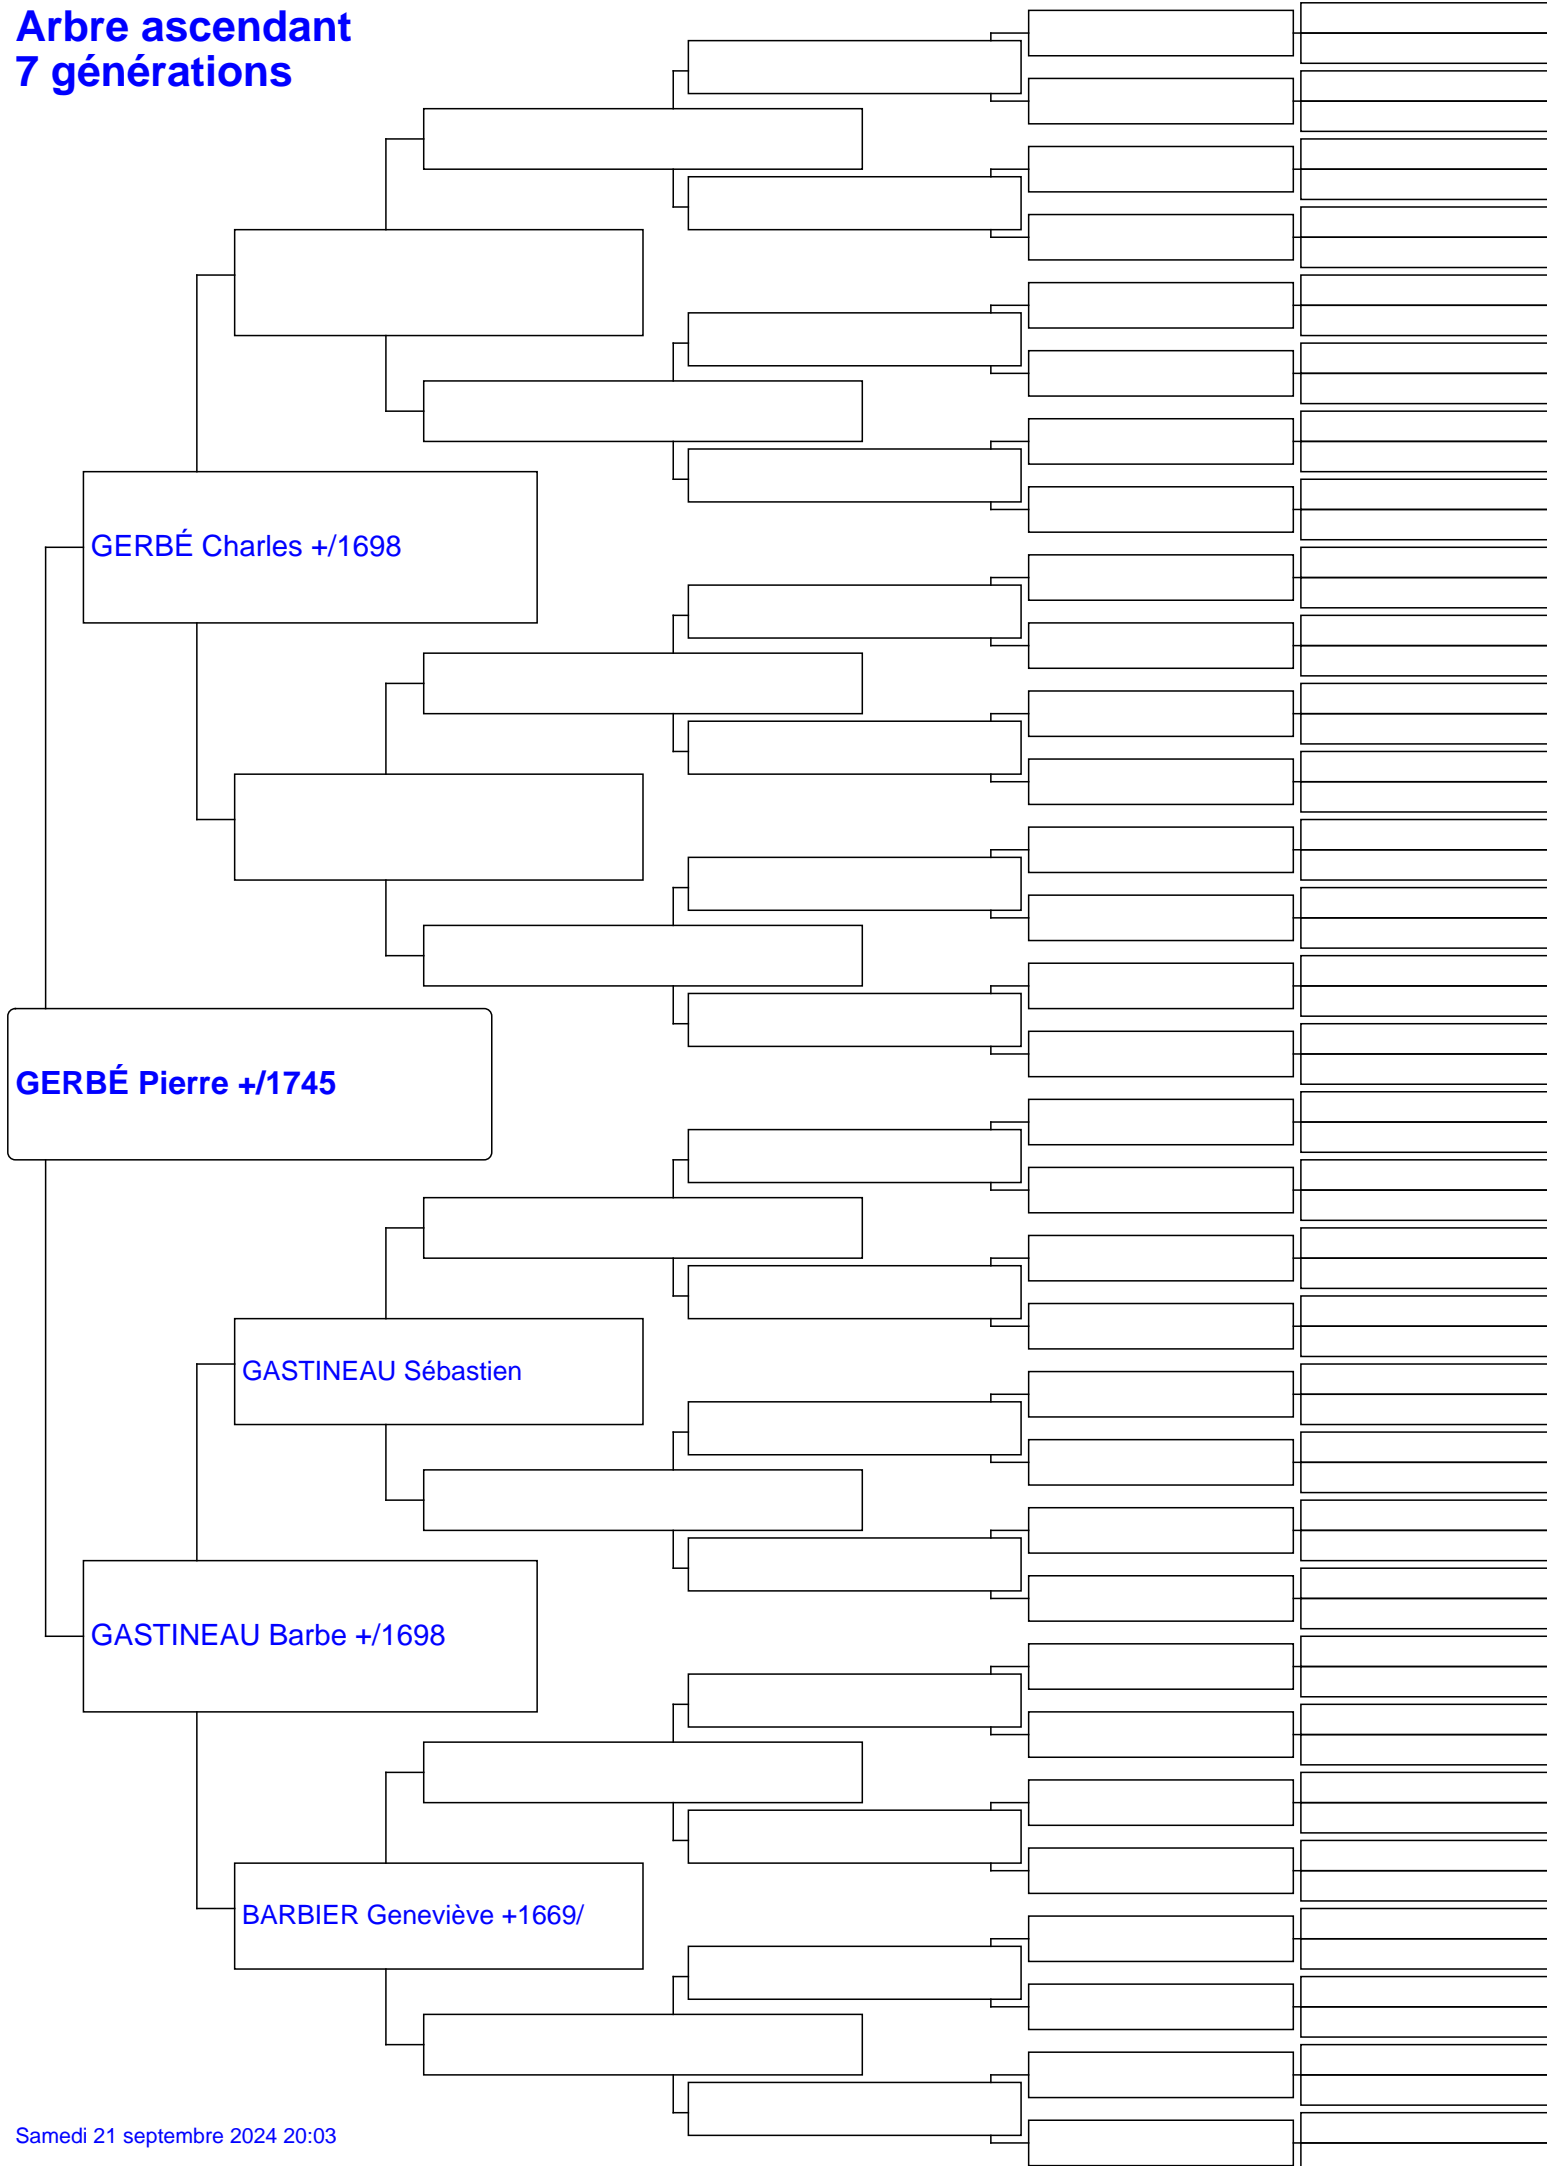 Arbre ascendant
7 générations
GERBÉ Charles +/1698
GERBÉ Pierre +/1745
GASTINEAU Sébastien
GASTINEAU Barbe +/1698
BARBIER Geneviève +1669/
Samedi 21 septembre 2024 20:03